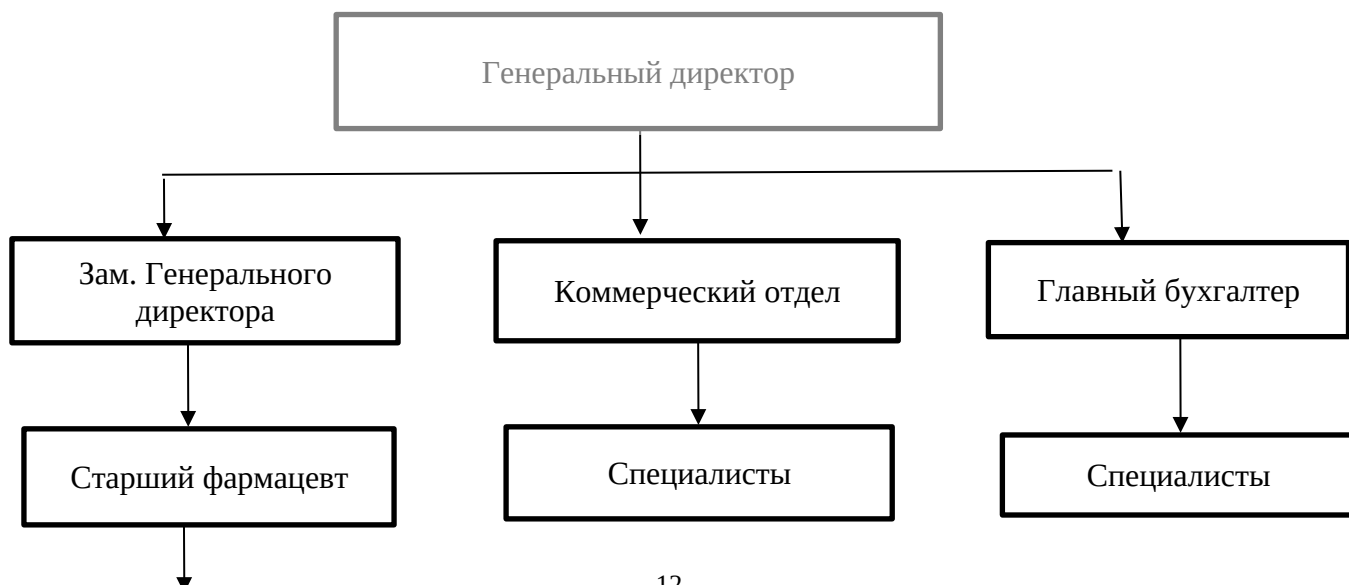 Генеральный директор
Зам. Генерального
директора
Коммерческий отдел
Главный бухгалтер
Старший фармацевт
Специалисты
Специалисты
12